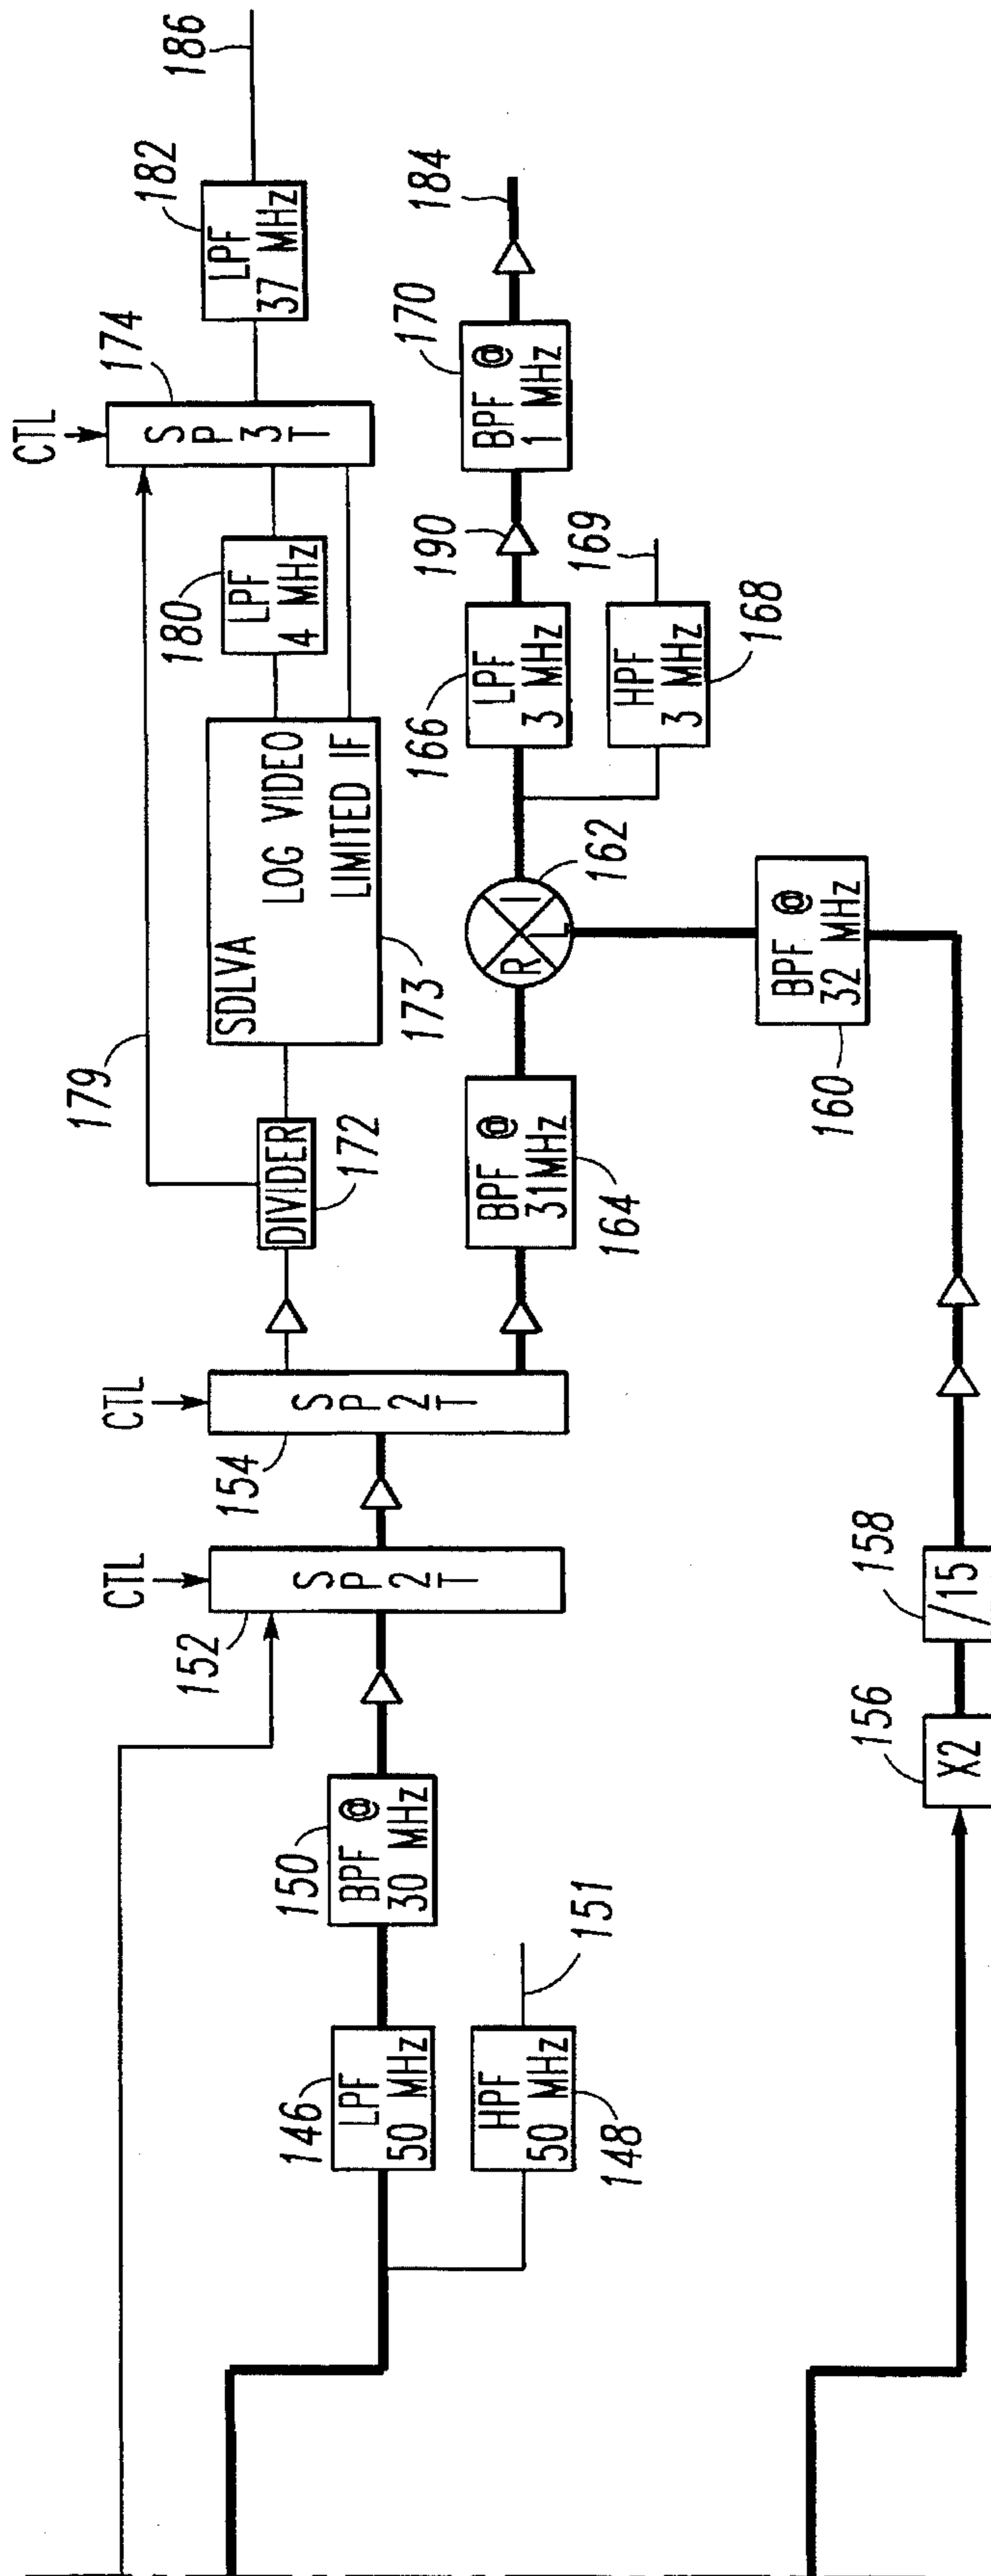 146
LPF
50 MHz
HPF
50 MHz
148
151
150
BPF @
30 MHz
152
CTL
SP2T
154
CTL
SP2T
DIVIDER
172
179
SDLVA
LOG VIDEO
LIMITED IF
173
180
LPF
4 MHz
CTL
174
SP3T
182
LPF
37 MHz
186
BPF @
31MHz
164
R
I
L
162
166
LPF
3 MHz
HPF
3 MHz
168
169
190
170
BPF @
1 MHz
184
156
X2
158
/15
BPF @
32 MHz
160